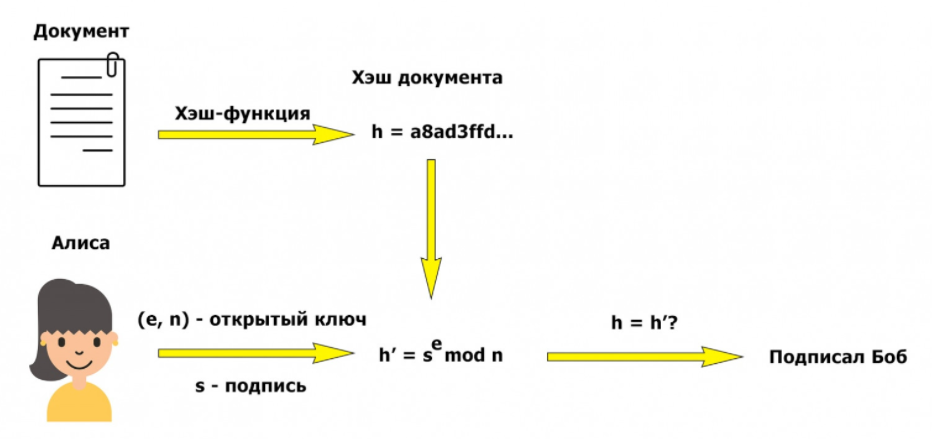 Документ
Хэш документа
Хэш-функция
h = a8ad3ffd...
Алиса
(e, n) - открытый ключ
h = h’?
h’ = s^e mod n
Подписал Боб
s - подпись